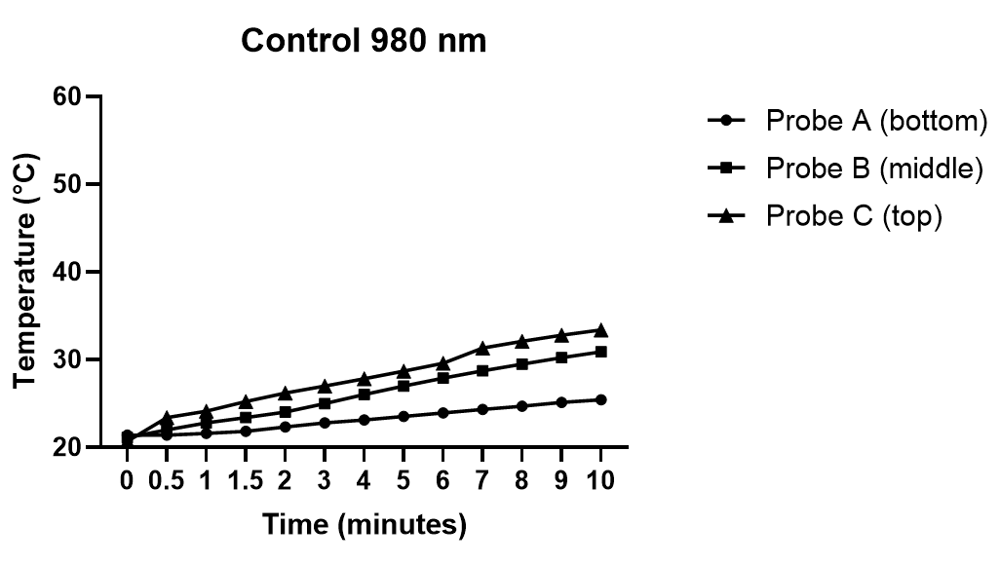 Control 980 nm
60
50
40
30
20
Temperature (°C)
0 0.5 1 1.5 2 3 4 5 6 7 8 9 10
Time (minutes)
Probe A (bottom)
Probe B (middle)
Probe C (top)